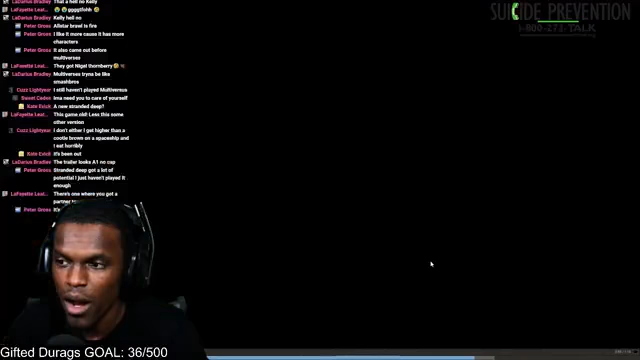 LaDarius Bradley That a hell no Kelly
LaFayette Leat...
LaDarius Bradley Kelly hell no
Peter Gross Allstar brawl is fire
Peter Gross I like it more cause it has more
characters
Peter Gross It also came out before
multiverses
LaFayette Leat... They got Nigel thornberry
LaDarius Bradley Multiverses tryna be like
smashbros
Cuzz Lightyear I still haven't played Multiversus
Sweet Ceden Ima need you to care of yourself
Kate Evicii A new stranded deep?
LaFayette Leat... This game old! Less this some
other version
Cuzz Lightyear I don't either I get higher than a
cootie brown on a spaceship and
I eat horribly
Kate Evicii It's been out
LaDarius Bradley The trailer looks A1 no cap
Peter Gross Stranded deep got a lot of
potential I just haven't played it
enough
LaFayette Leat... There's one where you got a
partner
Peter Gross It's
SUICIDE PREVENTION
1-800-273-TALK
Gifted Durags GOAL: 36/500